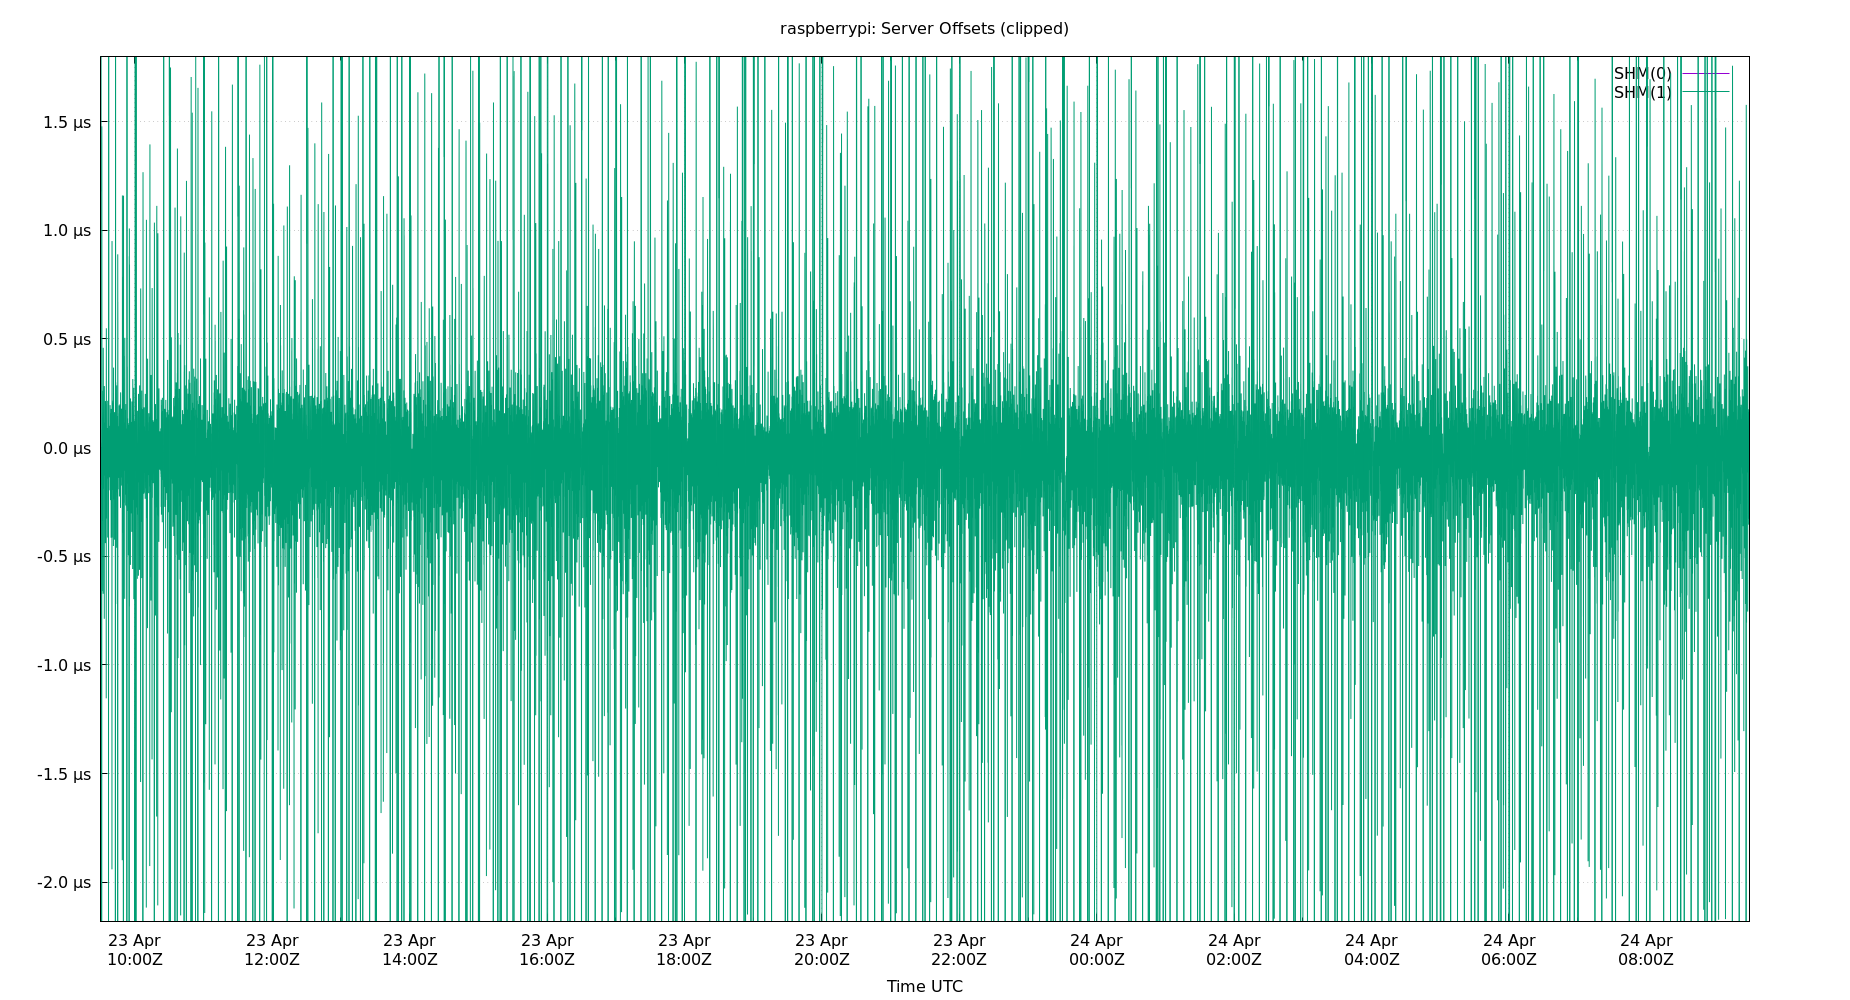 raspberrypi: Server Offsets (clipped)
SHM(0)
SHM(1)
1.5 µs
1.0 µs
0.5 µs
0.0 µs
-0.5 µs
-1.0 µs
-1.5 µs
-2.0 µs
23 Apr 23 Apr 23 Apr 23 Apr 23 Apr 23 Apr 23 Apr 24 Apr 24 Apr 24 Apr 24 Apr 24 Apr
10:00Z 12:00Z 14:00Z 16:00Z 18:00Z 20:00Z 22:00Z 00:00Z 02:00Z 04:00Z 06:00Z 08:00Z
Time UTC